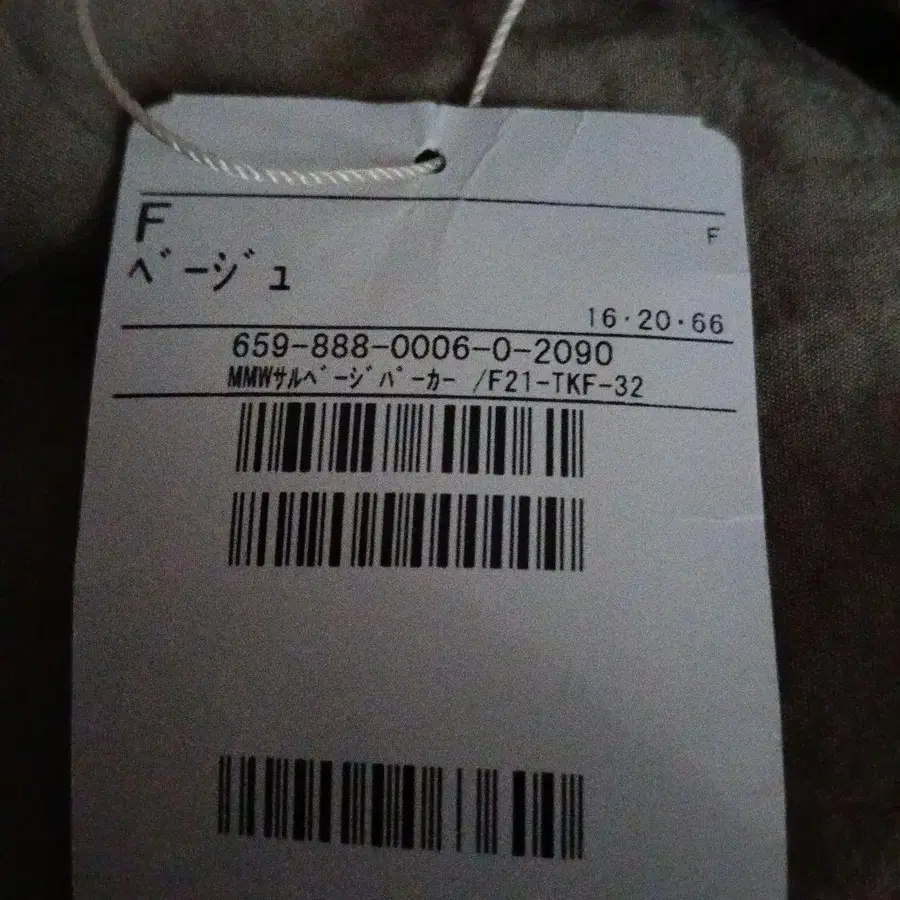 F F
ﾍﾞｰｼﾞｭ
16・20・66
659-888-0006-0-2090
MMWｻﾙﾍﾞｰｼﾞﾊﾟｰｶｰ /F21-TKF-32